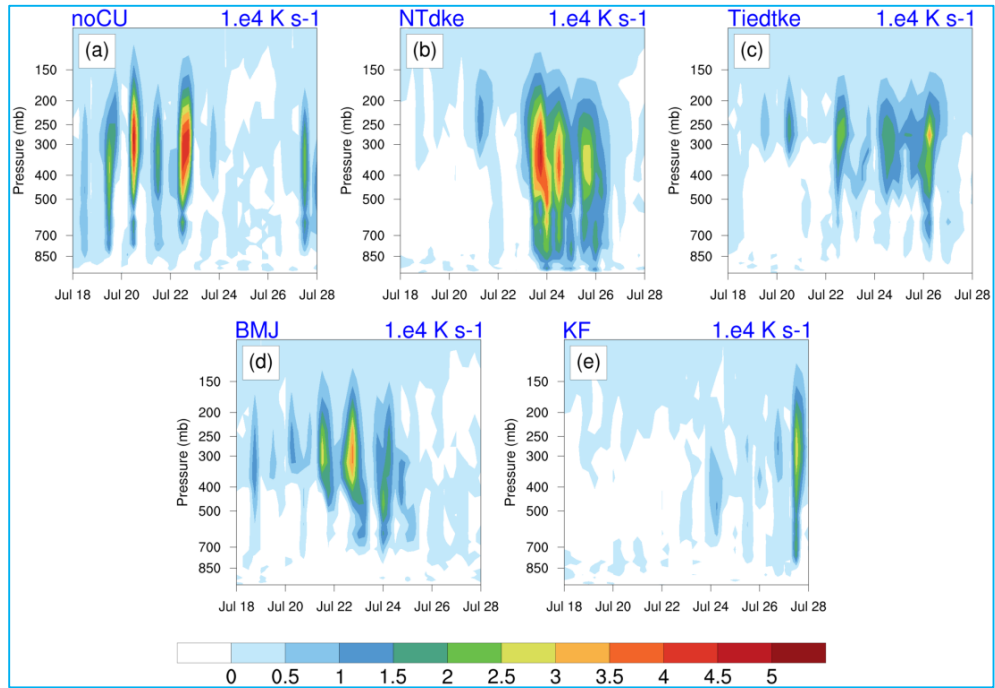 noCU 1.e4 K s-1 NTdke 1.e4 K s-1 Tiedtke 1.e4 K s-1
(a) (b) (c)
Pressure (mb) Pressure (mb) Pressure (mb)
150 150 150
200 200 200
250 250 250
300 300 300
400 400 400
500 500 500
700 700 700
850 850 850
Jul 18 Jul 20 Jul 22 Jul 24 Jul 26 Jul 28 Jul 18 Jul 20 Jul 22 Jul 24 Jul 26 Jul 28 Jul 18 Jul 20 Jul 22 Jul 24 Jul 26 Jul 28
BMJ 1.e4 K s-1 KF 1.e4 K s-1
(d) (e)
Pressure (mb) Pressure (mb)
150 150
200 200
250 250
300 300
400 400
500 500
700 700
850 850
Jul 18 Jul 20 Jul 22 Jul 24 Jul 26 Jul 28 Jul 18 Jul 20 Jul 22 Jul 24 Jul 26 Jul 28
0 0.5 1 1.5 2 2.5 3 3.5 4 4.5 5